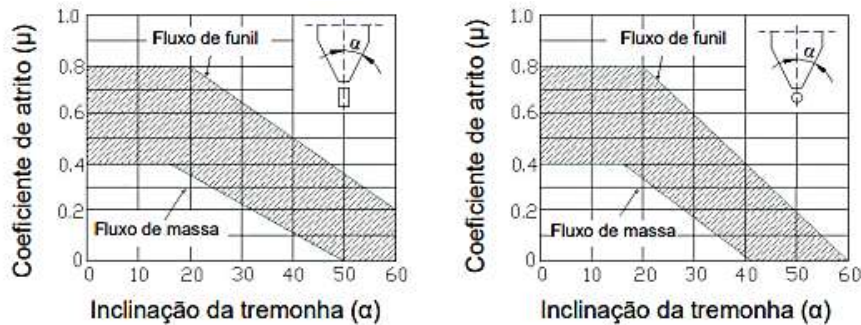 Coeficiente de atrito (μ)
1.0
0.8
0.6
0.4
0.2
0
Fluxo de funil
α
Fluxo de massa
0 10 20 30 40 50 60
Inclinação da tremonha (α)
Coeficiente de atrito (μ)
1.0
0.8
0.6
0.4
0.2
0
Fluxo de funil
α
Fluxo de massa
0 10 20 30 40 50 60
Inclinação da tremonha (α)